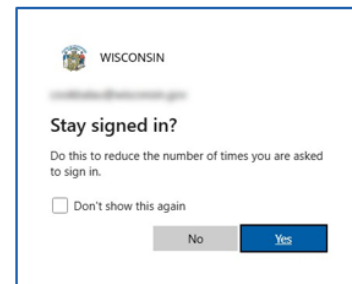 WISCONSIN
Stay signed in?
Do this to reduce the number of times you are asked
to sign in.
Don't show this again
No
Yes